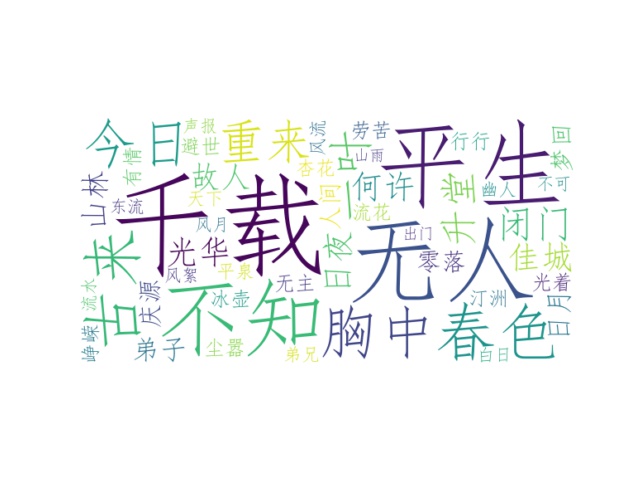 今日
声报
避世
重来
风流
劳苦
平生
行行
梦回
有情
故人
杏花
山雨
一叶
山林
东流
千载
天下
人间
何许
幽人
不可
升堂
闭门
古来
光华
风月
流花
日夜
无人
出门
佳城
零落
光着
风絮
平泉
无主
流水
庆源
冰壶
不知
汀洲
日月
峥嵘
弟子
尘嚣
弟兄
胸中
春色
白日